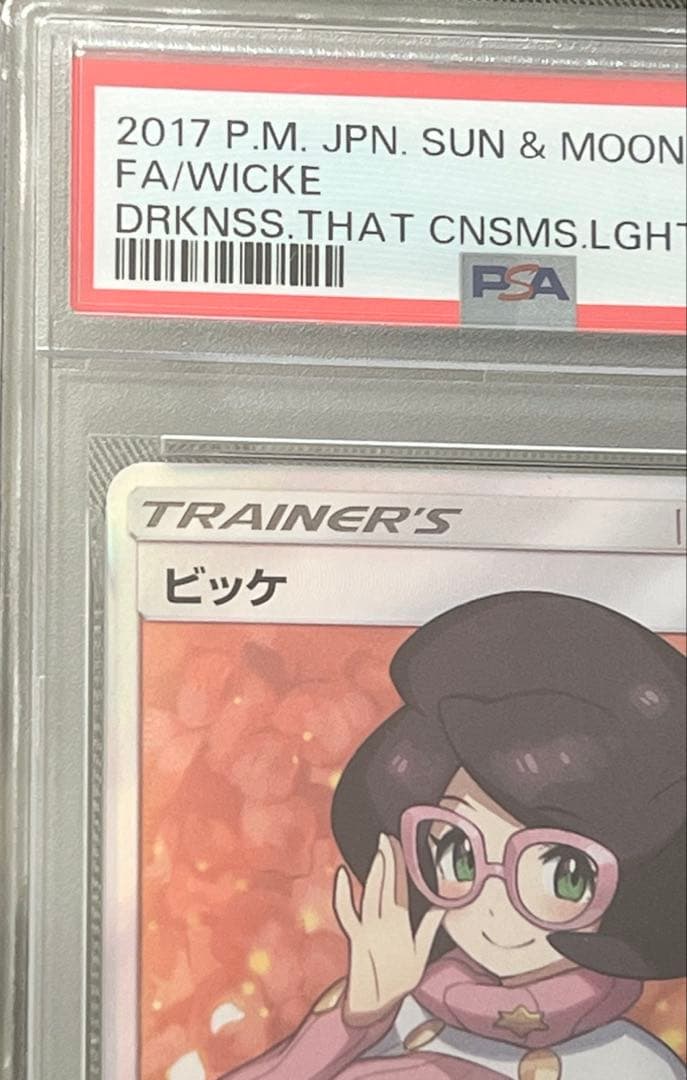 2017 P.M. JPN. SUN & MOON
FA/WICKE
DRKNSS.THAT CNSMS.LGHT
PSA
TRAINER'S
ビッケ